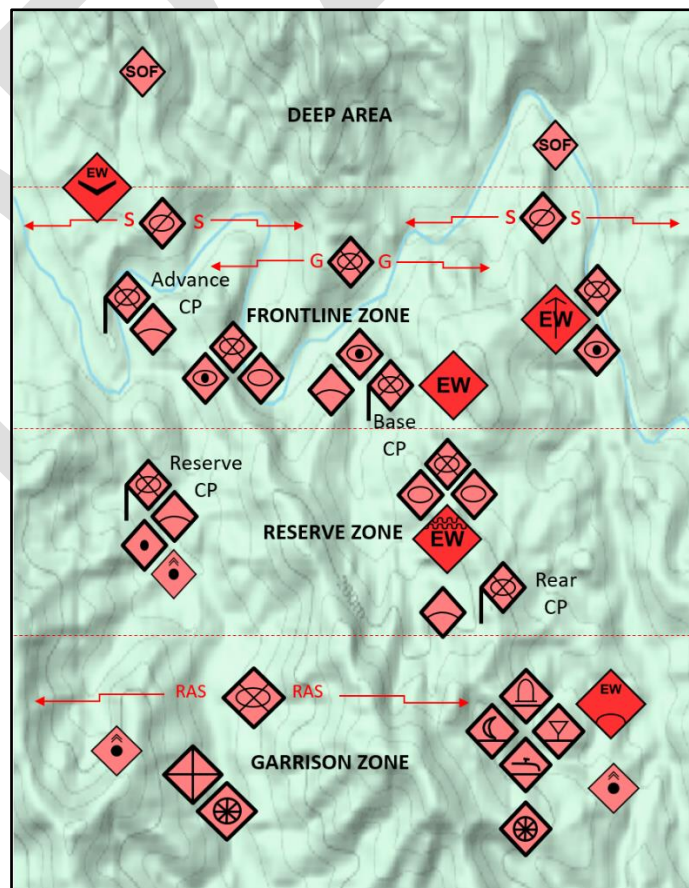 SOF
DEEP AREA
SOF
EW
S S
S S
G G
Advance
CP
FRONTLINE ZONE
EW
EW
Base
CP
Reserve
CP
RESERVE ZONE
EW
Rear
CP
RAS RAS
EW
GARRISON ZONE